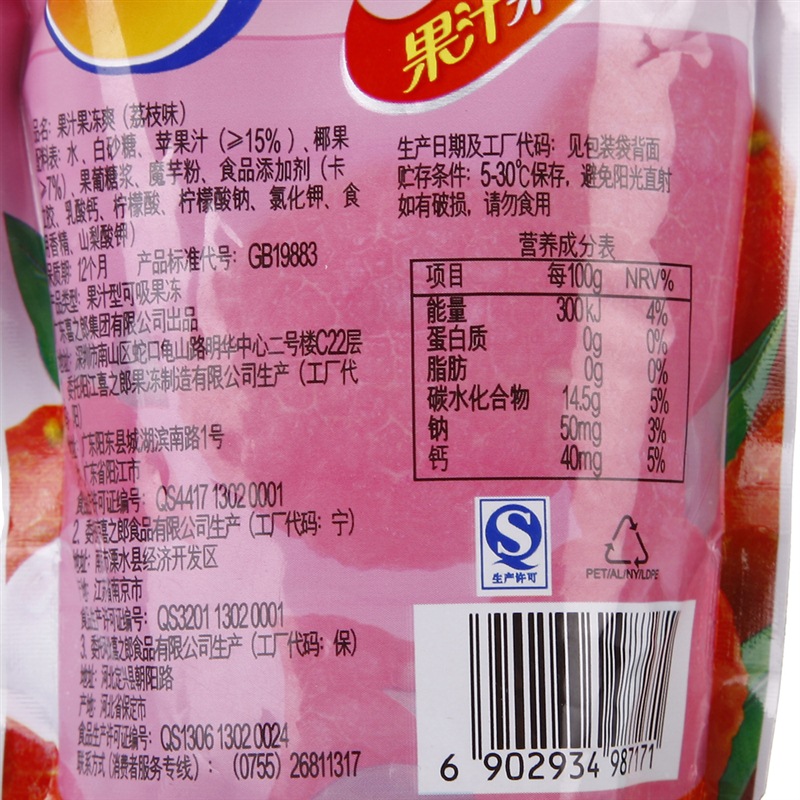 果汁果
品名：果汁果冻爽（荔枝味）
配料表：水、白砂糖、苹果汁（≥15%）、椰果
≥7%）、果葡糖浆、魔芋粉、食品添加剂（卡
胶、乳酸钙、柠檬酸、柠檬酸钠、氯化钾、食
用香精、山梨酸钾）
保质期：12个月 产品标准代号：GB19883
产品类型：果汁型可吸果冻
广东喜之郎集团有限公司出品
深圳市南山区蛇口龟山路明华中心二号楼C22层
委托阳江喜之郎果冻制造有限公司生产（工厂代
阳）
广东阳东县城湖滨南路1号
广东省阳江市
食品生产许可证编号：QS4417 1302 0001
2. 委托喜之郎食品有限公司生产（工厂代码：宁）
地址：南京市溧水县经济开发区
产地：江苏省南京市
食品生产许可证编号：QS3201 1302 0001
3. 委托喜之郎食品有限公司生产（工厂代码：保）
地址：河北定兴县朝阳路
产地：河北省保定市
食品生产许可证编号：QS1306 1302 0024
联系方式（消费者服务专线）：（0755）26811317
生产日期及工厂代码：见包装袋背面
贮存条件：5-30℃保存，避免阳光直射
如有破损，请勿食用
营养成分表
项目 每100g NRV%
能量 300kJ 4%
蛋白质 0g 0%
脂肪 0g 0%
碳水化合物 14.5g 5%
钠 50mg 3%
钙 40mg 5%
S
生产许可
PET/AL/NY/LDPE
6 902934 987171